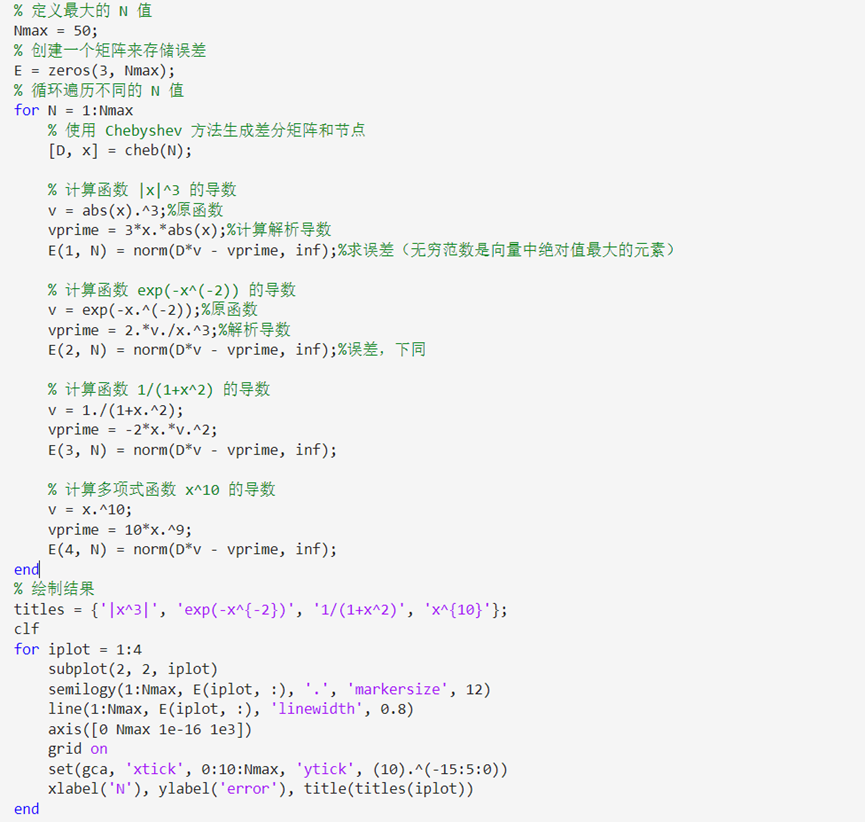 % 定义最大的 N 值
Nmax = 50;
% 创建一个矩阵来存储误差
E = zeros(3, Nmax);
% 循环遍历不同的 N 值
for N = 1:Nmax
    % 使用 Chebyshev 方法生成差分矩阵和节点
    [D, x] = cheb(N);

    % 计算函数 |x|^3 的导数
    v = abs(x).^3;%原函数
    vprime = 3*x.*abs(x);%计算解析导数
    E(1, N) = norm(D*v - vprime, inf);%求误差（无穷范数是向量中绝对值最大的元素）

    % 计算函数 exp(-x^(-2)) 的导数
    v = exp(-x.^(-2));%原函数
    vprime = 2.*v./x.^3;%解析导数
    E(2, N) = norm(D*v - vprime, inf);%误差，下同

    % 计算函数 1/(1+x^2) 的导数
    v = 1./(1+x.^2);
    vprime = -2*x.*v.^2;
    E(3, N) = norm(D*v - vprime, inf);

    % 计算多项式函数 x^10 的导数
    v = x.^10;
    vprime = 10*x.^9;
    E(4, N) = norm(D*v - vprime, inf);
end
% 绘制结果
titles = {'|x^3|', 'exp(-x^{-2})', '1/(1+x^2)', 'x^{10}'};
clf
for iplot = 1:4
    subplot(2, 2, iplot)
    semilogy(1:Nmax, E(iplot, :), '.', 'markersize', 12)
    line(1:Nmax, E(iplot, :), 'linewidth', 0.8)
    axis([0 Nmax 1e-16 1e3])
    grid on
    set(gca, 'xtick', 0:10:Nmax, 'ytick', (10).^(-15:5:0))
    xlabel('N'), ylabel('error'), title(titles(iplot))
end